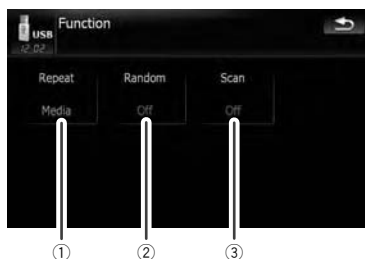 Function
USB
12:02
Repeat Random Scan
Media Off Off
① ② ③